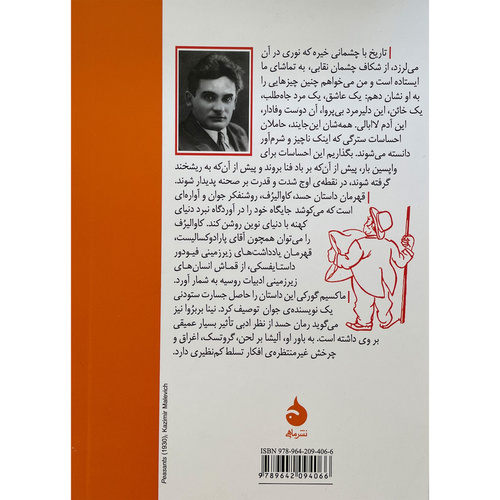 تاریخ با چشمانی خیره که نوری در آن
می‌لرزد، از شکاف چشمان نقابی، به تماشای ما
ایستاده است و من می‌خواهم چنین چیزهایی را
به او نشان دهم: یک عاشق، یک مرد جاه‌طلب،
یک خائن، این دلیرمرد بی‌پروا، آن دوست وفادار،
این آدم لاابالی. همه‌شان این‌جایند، حاملان
احساسات سترگی که اینک ناچیز و شرم‌آور
دانسته می‌شوند. بگذاریم این احساسات برای
واپسین بار، پیش از آن‌که بر باد فنا بروند و پیش از آن‌که به ریشخند
گرفته شوند، در نقطه‌ی اوج شدت و قدرت بر صحنه پدیدار شوند.
قهرمان داستان حسد، کاوالیرُف، روشنفکر جوان و آواره‌ای
است که می‌کوشد جایگاه خود را در آوردگاه نبرد دنیای
کهنه با دنیای نوین روشن کند. کاوالیرُف
را می‌توان همچون آقای پارادوکسالیست،
قهرمان یادداشت‌های زیرزمینی فیودور
داستایفسکی، از قماش انسان‌های
زیرزمینی ادبیات روسیه به شمار آورد.
ماکسیم گورکی این داستان را حاصل جسارت ستودنی
یک نویسنده‌ی جوان توصیف کرد. نینا بربرُوا نیز
می‌گوید رمان حسد از نظر ادبی تأثیر بسیار عمیقی
بر وی داشته است. به باور او، آلیشا بر لحن، گروتسک، اغراق و
چرخش غیرمنتظره‌ی افکار تسلط کم‌نظیری دارد.
Peasants (1930), Kazimir Malevich
نشر ماهی
ISBN 978-964-209-406-6
9 789642 094066